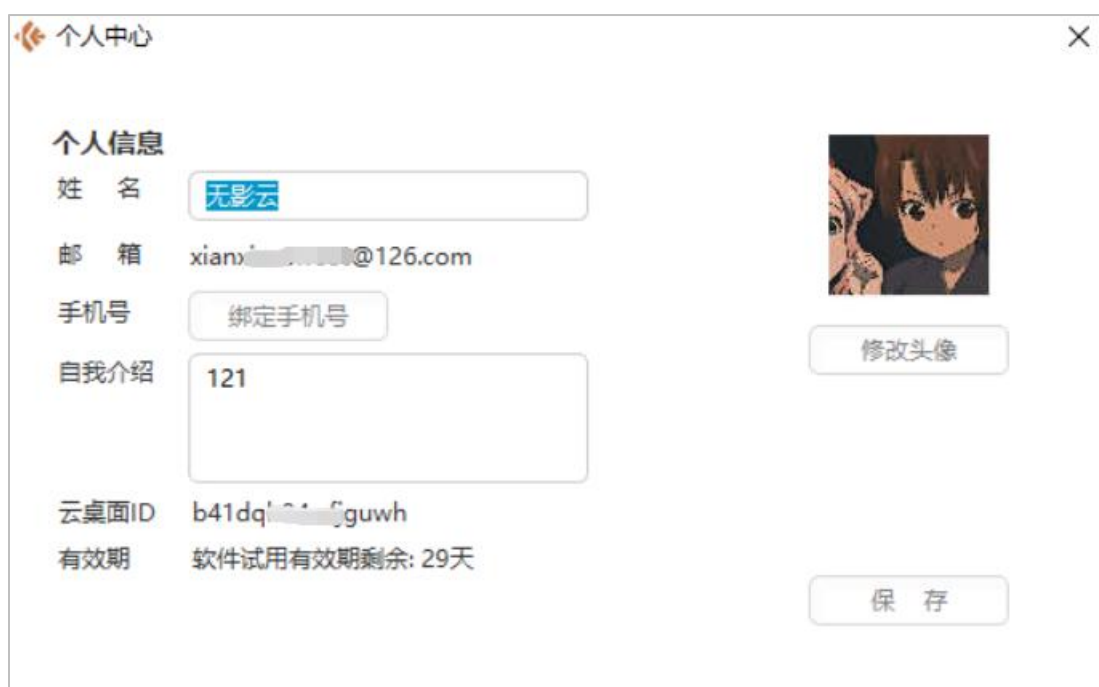 个人中心
个人信息
姓 名 无影云
邮 箱 @126.com
手机号 绑定手机号
修改头像
自我介绍 121
云桌面ID
有效期 软件试用有效期剩余: 29天
保 存